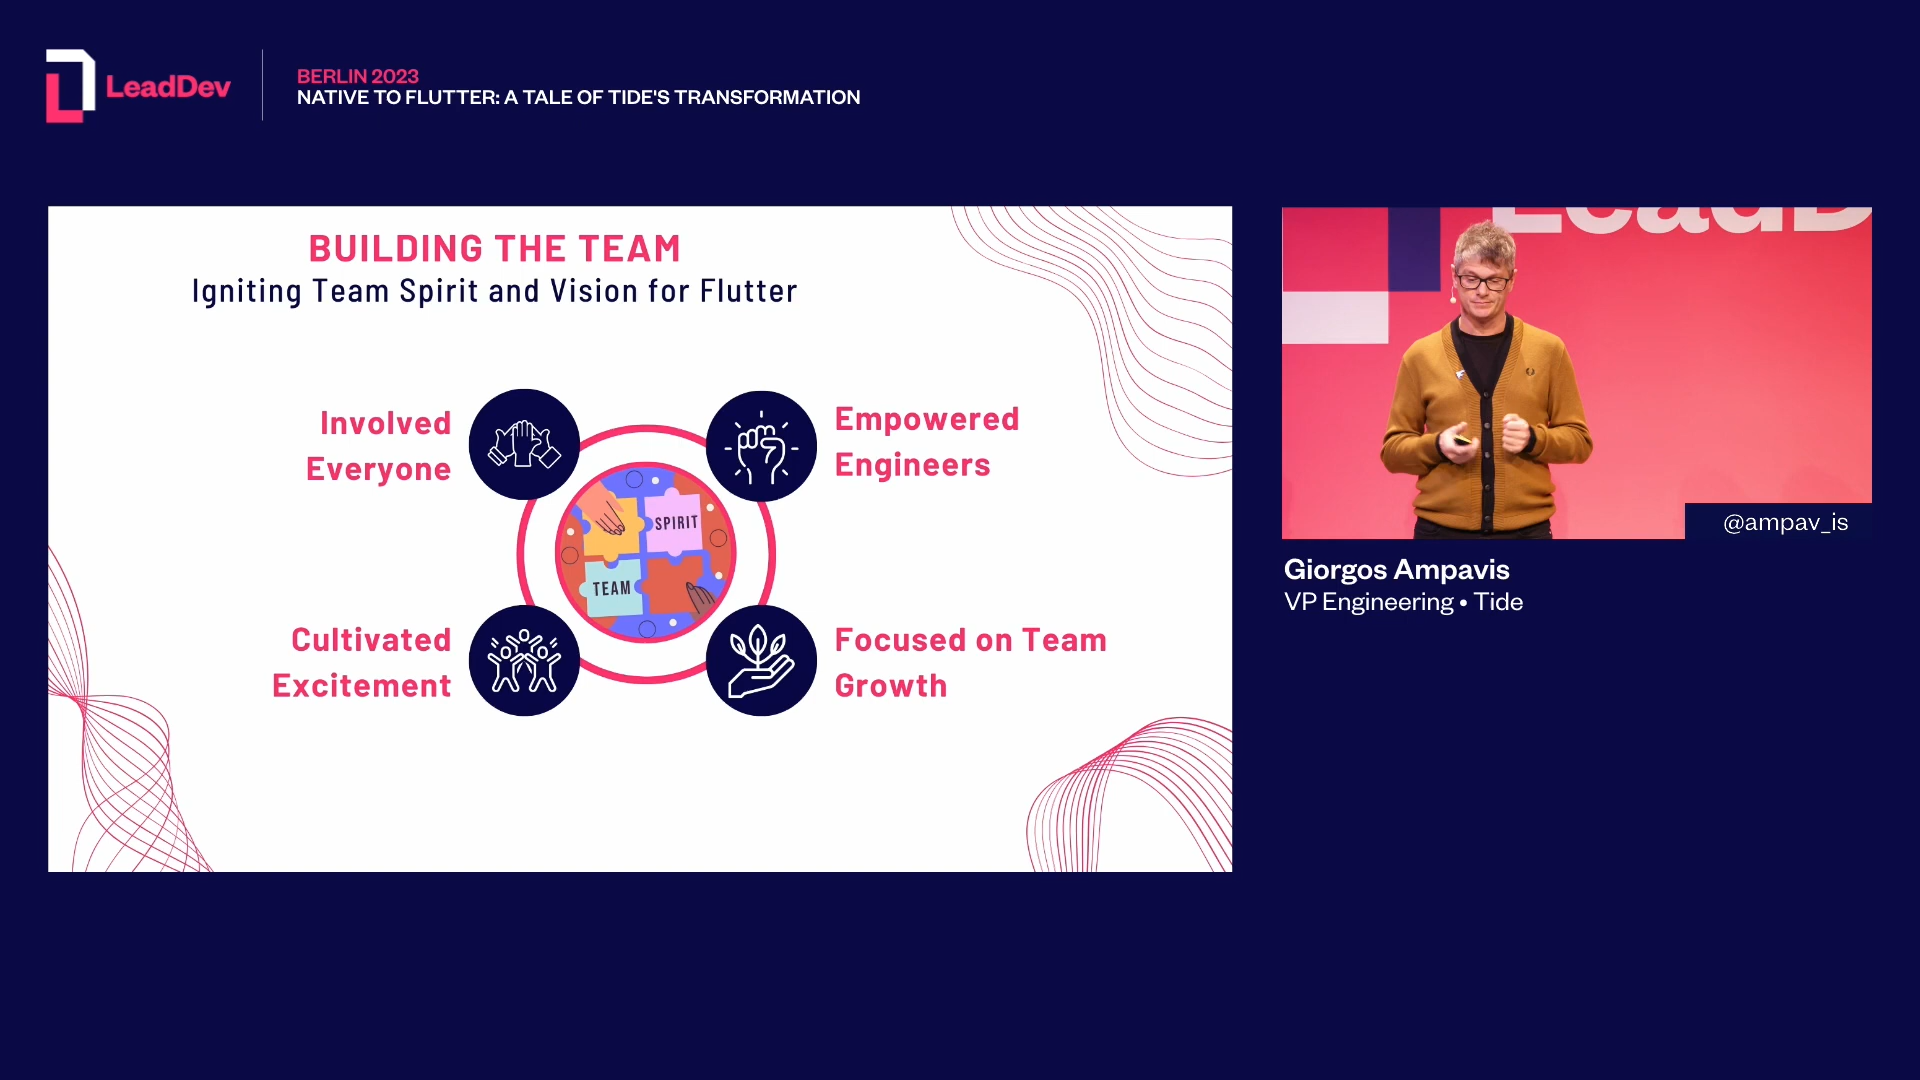 LeadDev
BERLIN 2023
NATIVE TO FLUTTER: A TALE OF TIDE'S TRANSFORMATION
BUILDING THE TEAM
Igniting Team Spirit and Vision for Flutter
Involved
Everyone
Empowered
Engineers
SPIRIT
TEAM
Cultivated
Excitement
Focused on Team
Growth
LeadD
@ampav_is
Giorgos Ampavis
VP Engineering • Tide